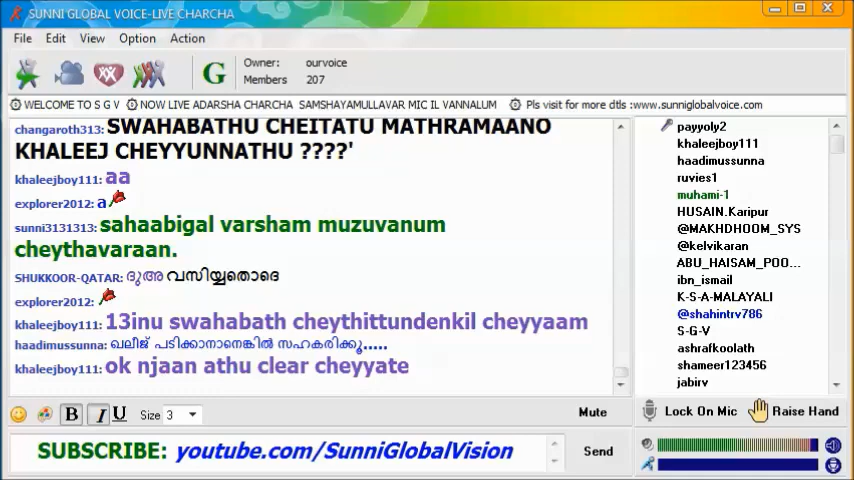 SUNNI GLOBAL VOICE-LIVE CHARCHA
File Edit View Option Action
G
Owner: ourvoice
Members 207
WELCOME TO S G V NOW LIVE ADARSHA CHARCHA SAMSHAYAMULLAVAR MIC IL VANNALUM Pls visit for more dtls :www.sunniglobalvoice.com
changaroth313: SWAHABATHU CHEITATU MATHRAMAANO
KHALEEJ CHEYYUNNATHU ????'
khaleejboy111: aa
explorer2012: a
sunni3131313: sahaabigal varsham muzuvanum
cheythavaraan.
SHUKKOOR-QATAR: ദുഅ വസിയ്യതൊദെ
explorer2012:
khaleejboy111: 13inu swahabath cheythittundenkil cheyyaam
haadimussunna: ഖലീജ് പടിക്കാനാനെങ്കിൽ സഹകരിക്കൂ.....
khaleejboy111: ok njaan athu clear cheyyate
payyoly2
khaleejboy111
haadimussunna
ruvies1
muhami-1
HUSAIN.Karipur
@MAKHDHOOM_SYS
@kelvikaran
ABU_HAISAM_POO...
ibn_ismail
K-S-A-MALAYALI
@shahintrv786
S-G-V
ashrafkoolath
shameer123456
jabirv
B I U Size 3 Mute
Lock On Mic Raise Hand
SUBSCRIBE: youtube.com/SunniGlobalVision
Send